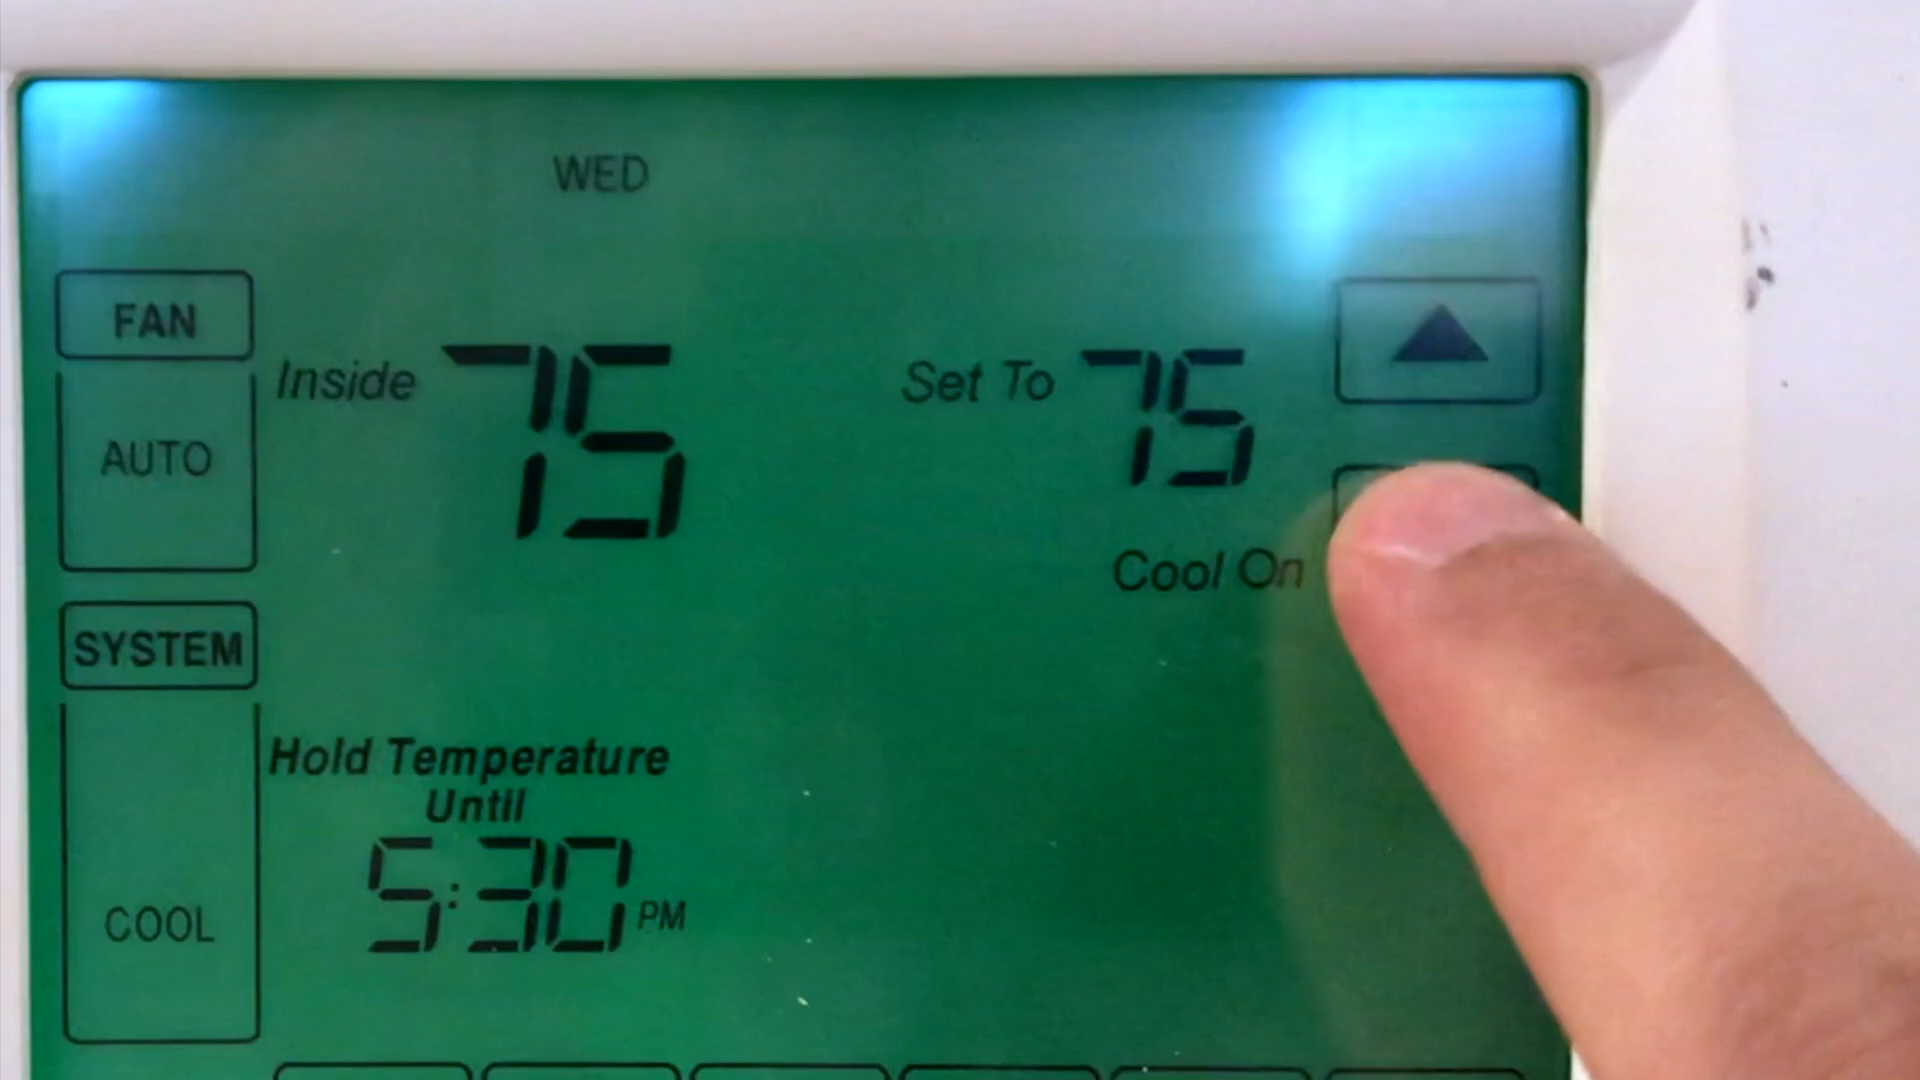 WED
FAN
Inside 75 Set To 75
AUTO
Cool On
SYSTEM
Hold Temperature
Until
5:30 PM
COOL